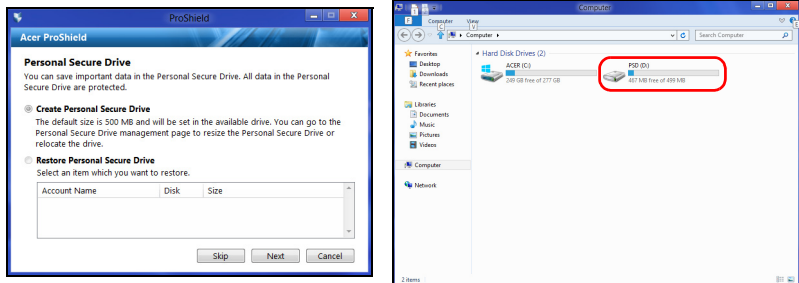 ProShield
Acer ProShield
Personal Secure Drive
You can save important data in the Personal Secure Drive. All data in the Personal
Secure Drive are protected.
Create Personal Secure Drive
The default size is 500 MB and will be set in the available drive. You can go to the
Personal Secure Drive management page to resize the Personal Secure Drive or
relocate the drive.
Restore Personal Secure Drive
Select an item which you want to restore.
Account Name Disk Size
Skip Next Cancel
Computer
F Computer View
C V
Computer
Search Computer
Favorites
Desktop
Downloads
Recent places
Libraries
Documents
Music
Pictures
Videos
Computer
Network
Hard Disk Drives (2)
ACER (C:)
249 GB free of 277 GB
PSD (D:)
467 MB free of 499 MB
2 items